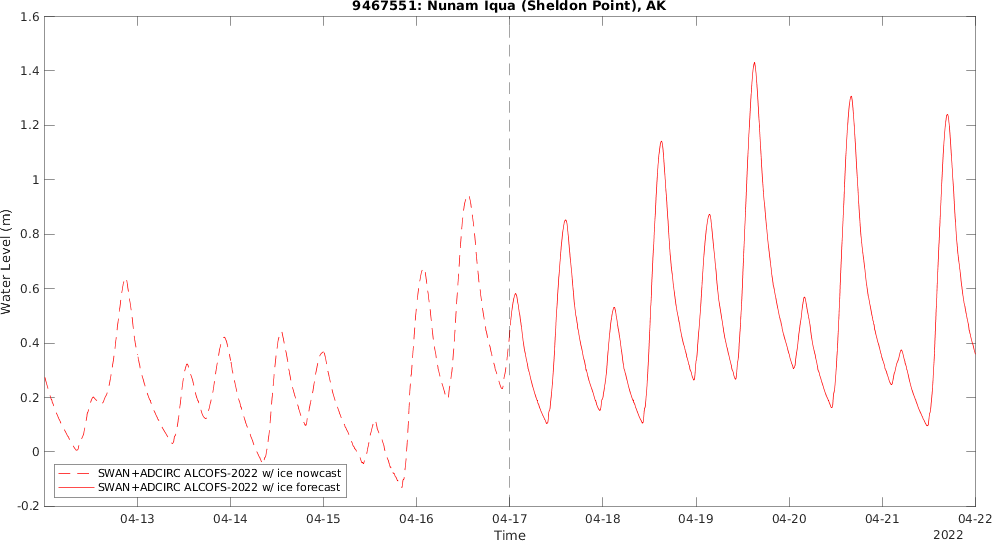 9467551: Nunam Iqua (Sheldon Point), AK
1.6
1.4
1.2
1
0.8
0.6
0.4
0.2
0
-0.2
Water Level (m)
SWAN+ADCIRC ALCOFS-2022 w/ ice nowcast
SWAN+ADCIRC ALCOFS-2022 w/ ice forecast
04-13 04-14 04-15 04-16 04-17 04-18 04-19 04-20 04-21 04-22
Time
2022